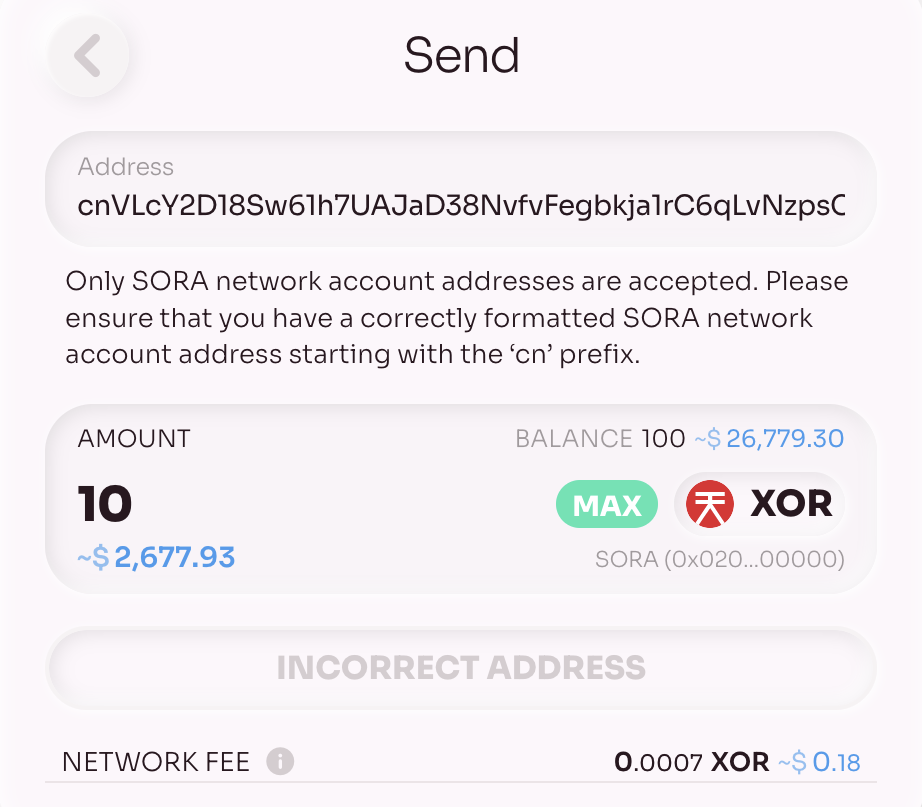 Send
Address
cnVLcY2D18Sw61h7UAJaD38NvfvFegbkja1rC6qLvNzpsC
Only SORA network account addresses are accepted. Please
ensure that you have a correctly formatted SORA network
account address starting with the ‘cn’ prefix.
AMOUNT BALANCE 100 ~$ 26,779.30
10 MAX XOR
~$ 2,677.93 SORA (0x020...00000)
INCORRECT ADDRESS
NETWORK FEE 0.0007 XOR ~$ 0.18